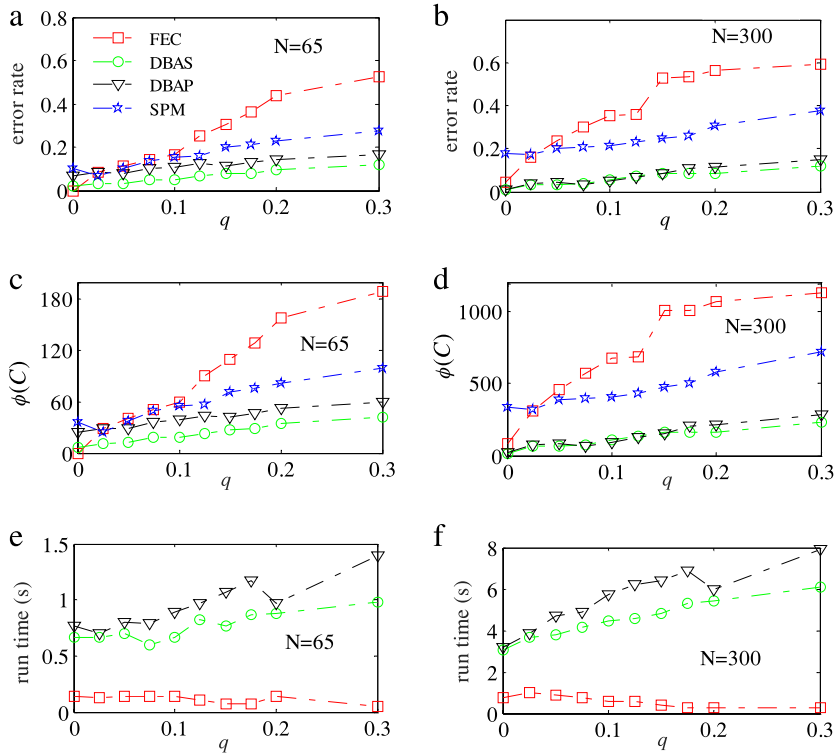 a
0.8
0.6
0.4
0.2
0
error rate
FEC
DBAS
DBAP
SPM
N=65
0
0.1
0.2
0.3
q
b
0.6
0.4
0.2
0
error rate
N=300
0
0.1
0.2
0.3
q
c
180
120
60
0
ϕ(C)
N=65
0
0.1
0.2
0.3
q
d
1000
500
0
ϕ(C)
N=300
0
0.1
0.2
0.3
q
e
1.5
1
0.5
0
run time (s)
N=65
0
0.1
0.2
0.3
q
f
8
6
4
2
0
run time (s)
N=300
0
0.1
0.2
0.3
q